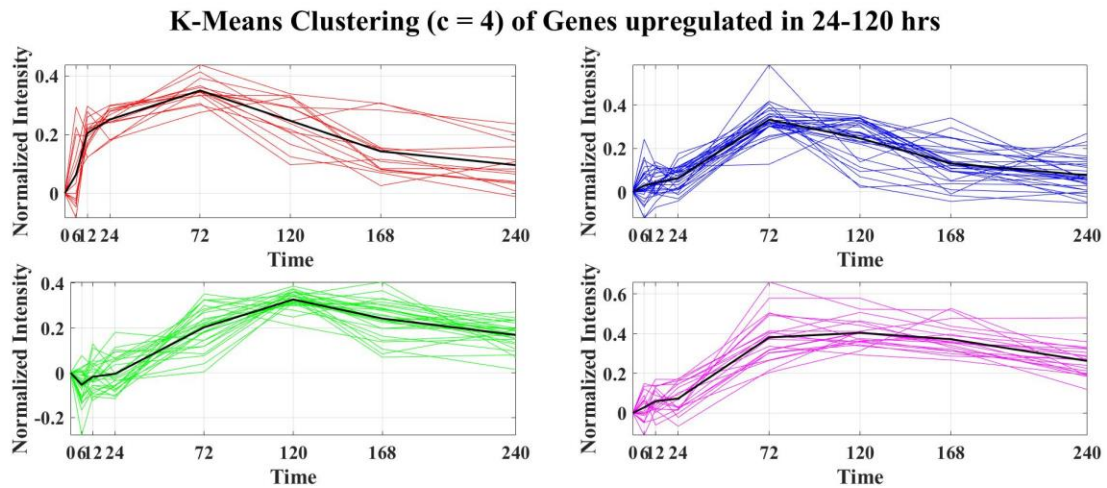 K-Means Clustering (c = 4) of Genes upregulated in 24-120 hrs
Normalized Intensity
0.4
0.2
0
0 6 12 24 72 120 168 240
Time
Normalized Intensity
0.4
0.2
0
0 6 12 24 72 120 168 240
Time
Normalized Intensity
0.4
0.2
0
-0.2
0 6 12 24 72 120 168 240
Time
Normalized Intensity
0.6
0.4
0.2
0
0 6 12 24 72 120 168 240
Time